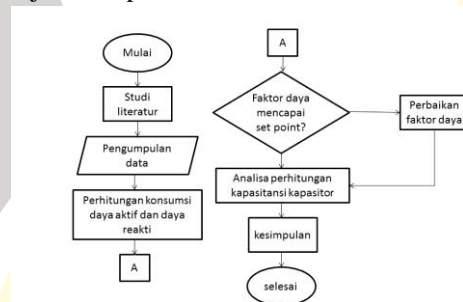 Mulai
Studi
literatur
Pengumpulan
data
Perhitungan konsumsi
daya aktif dan daya
reakti
A
A
Faktor daya
mencapai
set point?
Perbaikan
faktor daya
Analisa perhitungan
kapasitansi kapasitor
kesimpulan
selesai